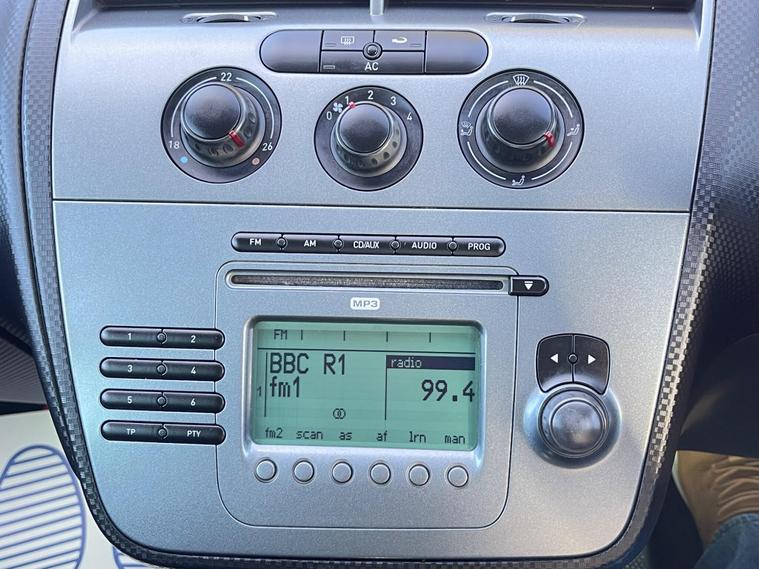 AC
22
18
26
0
1
2
3
4
FM AM CD/AUX AUDIO PROG
MP3
1 2
3 4
5 6
TP PTY
FM
BBC R1
radio
fm1
99.4
1
fm2 scan as af lrn man